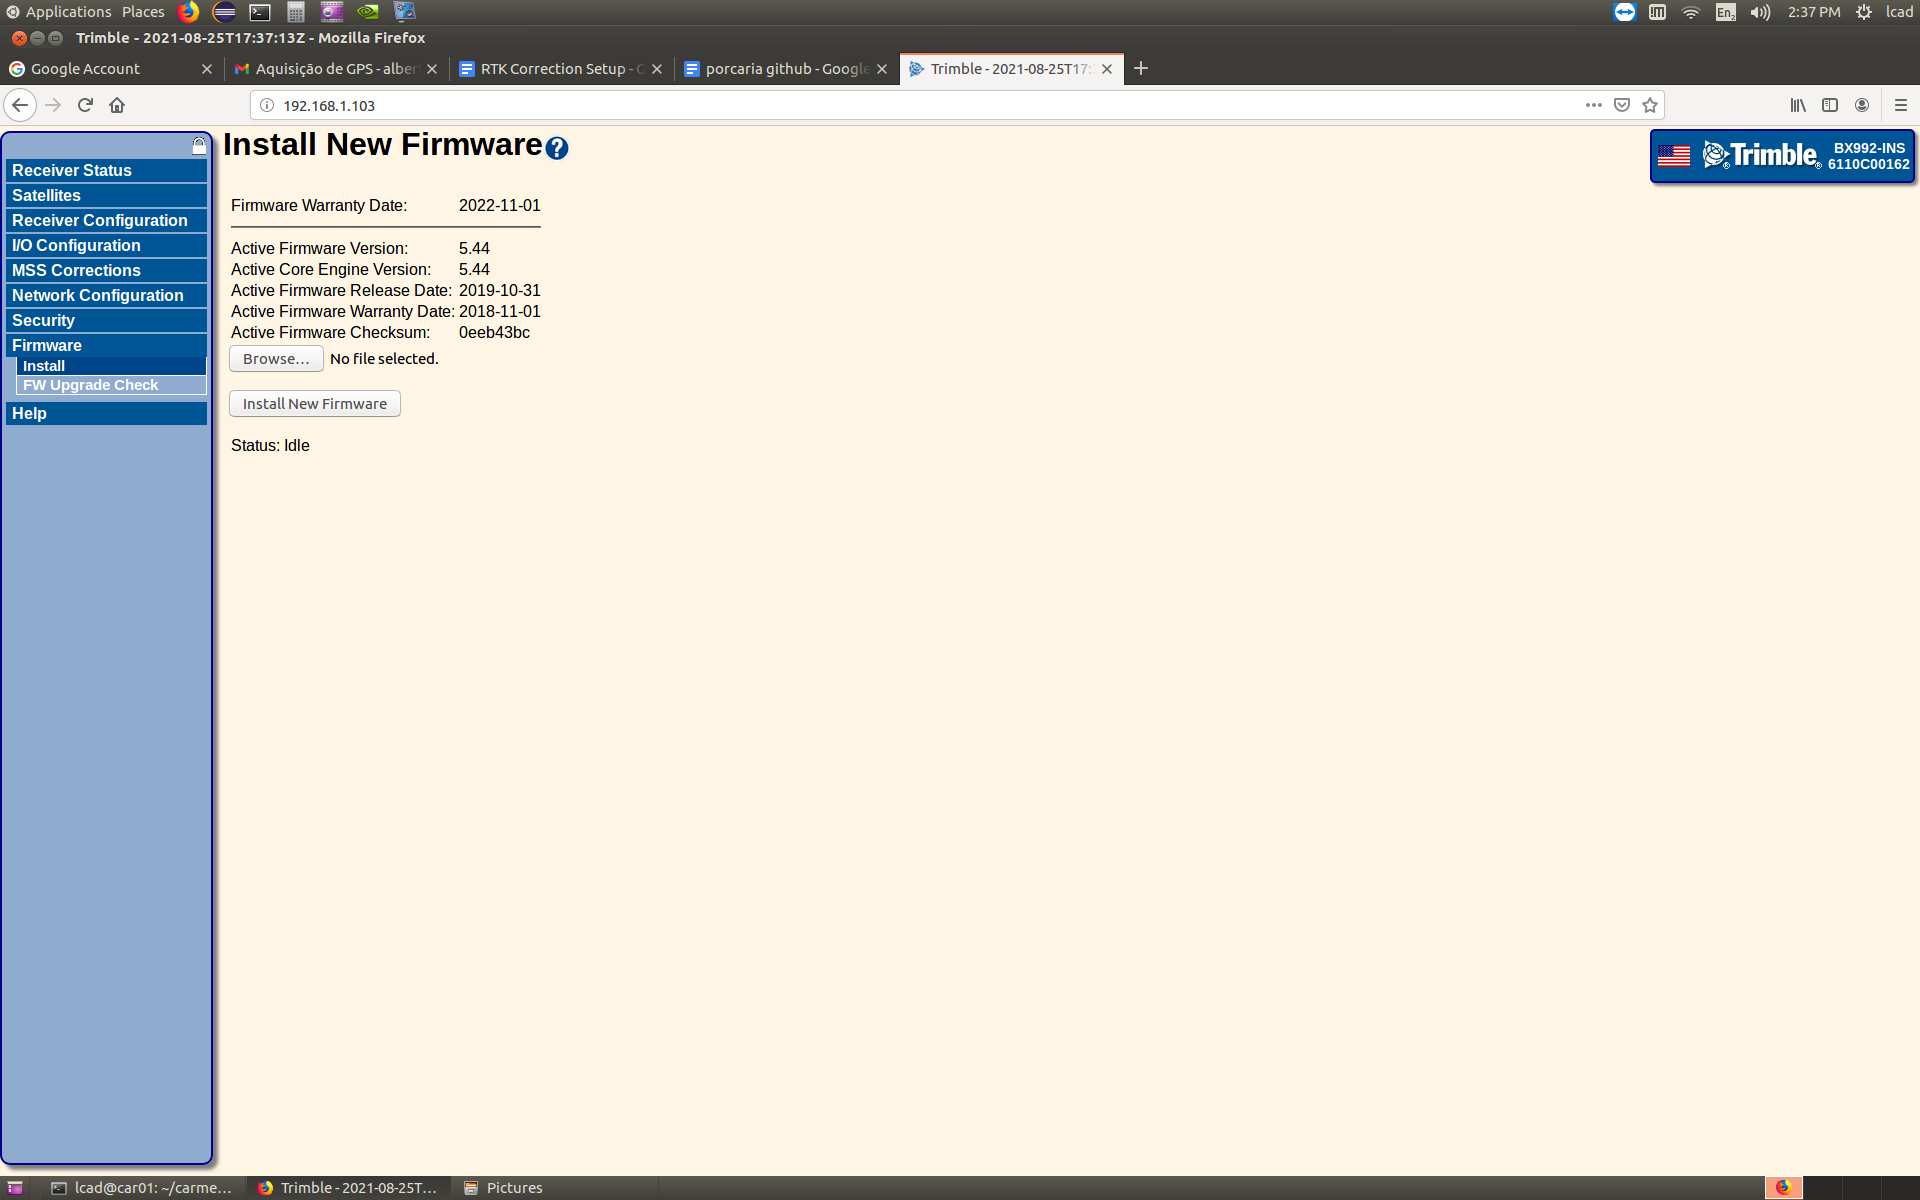 Applications Places
En2
2:37 PM
lcad
Trimble - 2021-08-25T17:37:13Z - Mozilla Firefox
Google Account
Aquisição de GPS - alber
RTK Correction Setup - G
porcaria github - Google
Trimble - 2021-08-25T17:
192.168.1.103
Install New Firmware
?
Trimble
BX992-INS
6110C00162
Receiver Status
Satellites
Receiver Configuration
I/O Configuration
MSS Corrections
Network Configuration
Security
Firmware
Install
FW Upgrade Check
Help
Firmware Warranty Date: 2022-11-01
Active Firmware Version: 5.44
Active Core Engine Version: 5.44
Active Firmware Release Date: 2019-10-31
Active Firmware Warranty Date: 2018-11-01
Active Firmware Checksum: 0eeb43bc
Browse... No file selected.
Install New Firmware
Status: Idle
lcad@car01: ~/carme...
Trimble - 2021-08-25T...
Pictures